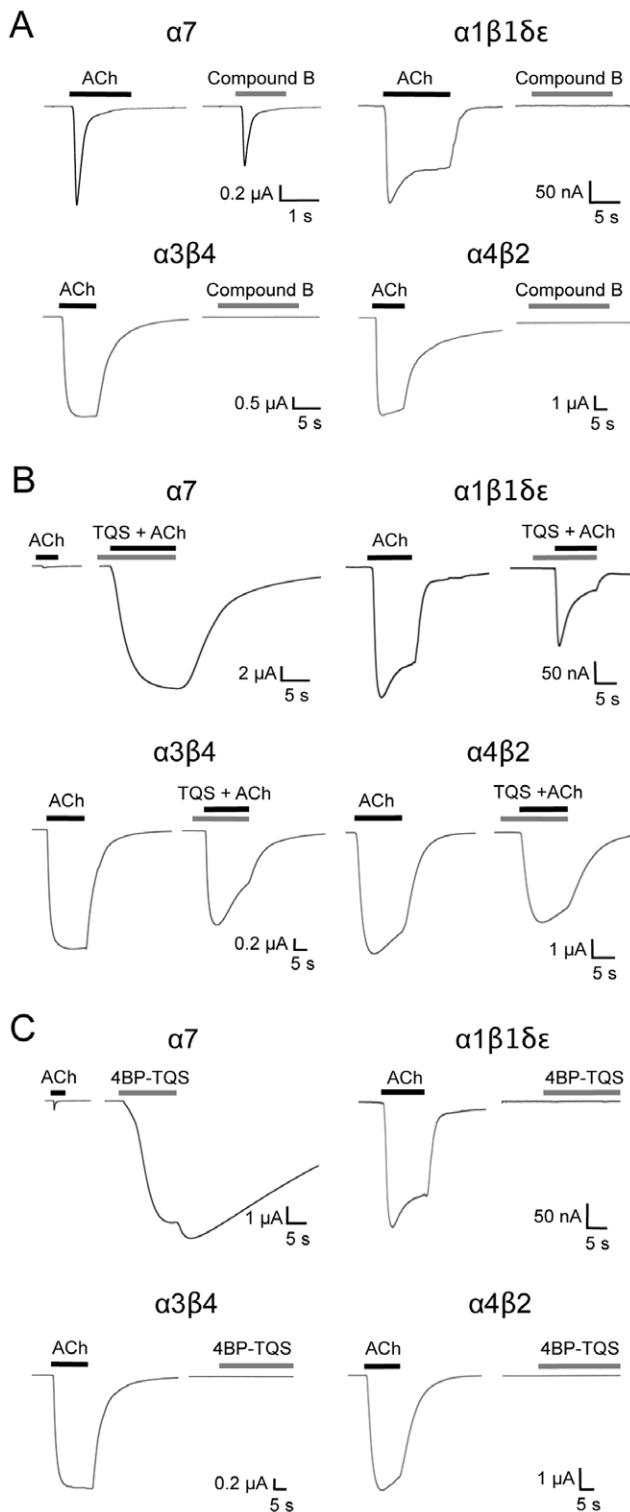 A
α7 α1β1δε
ACh Compound B ACh Compound B
0.2 µA 50 nA
1 s 5 s
α3β4 α4β2
ACh Compound B ACh Compound B
0.5 µA 1 µA
5 s 5 s
B
α7 α1β1δε
ACh TQS + ACh ACh TQS + ACh
2 µA 50 nA
5 s 5 s
α3β4 α4β2
ACh TQS + ACh ACh TQS +ACh
0.2 µA 1 µA
5 s 5 s
C
α7 α1β1δε
ACh 4BP-TQS ACh 4BP-TQS
1 µA 50 nA
5 s 5 s
α3β4 α4β2
ACh 4BP-TQS ACh 4BP-TQS
0.2 µA 1 µA
5 s 5 s